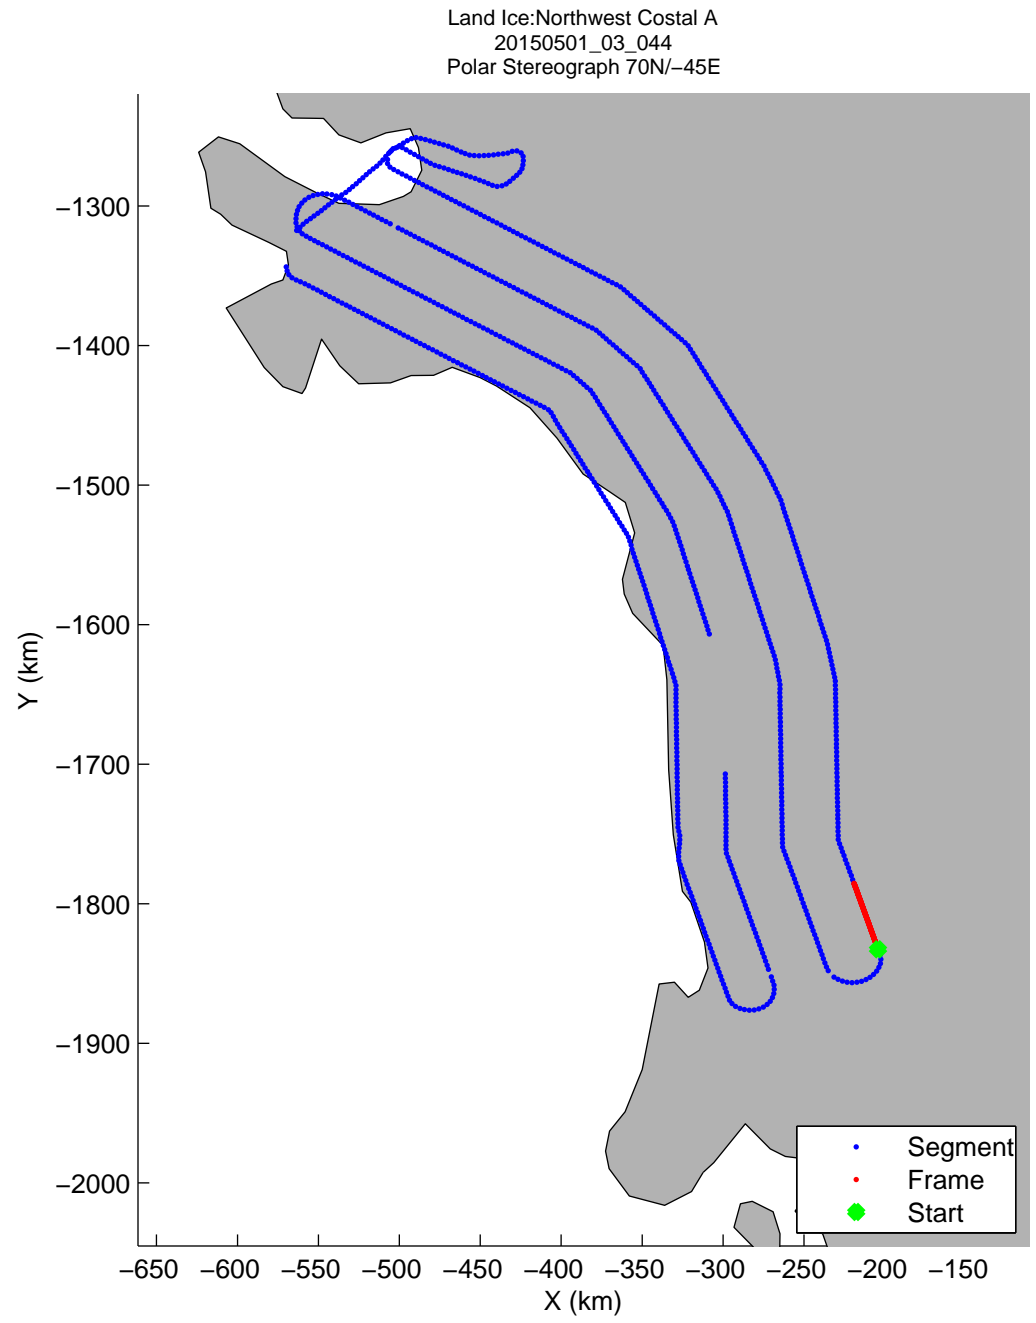 Land Ice:Northwest Costal A
20150501_03_044
Polar Stereograph 70N/−45E
−1300
−1400
−1500
−1600
−1700
−1800
−1900
−2000
Y (km)
Segment
Frame
Start
−650 −600 −550 −500 −450 −400 −350 −300 −250 −200 −150
X (km)